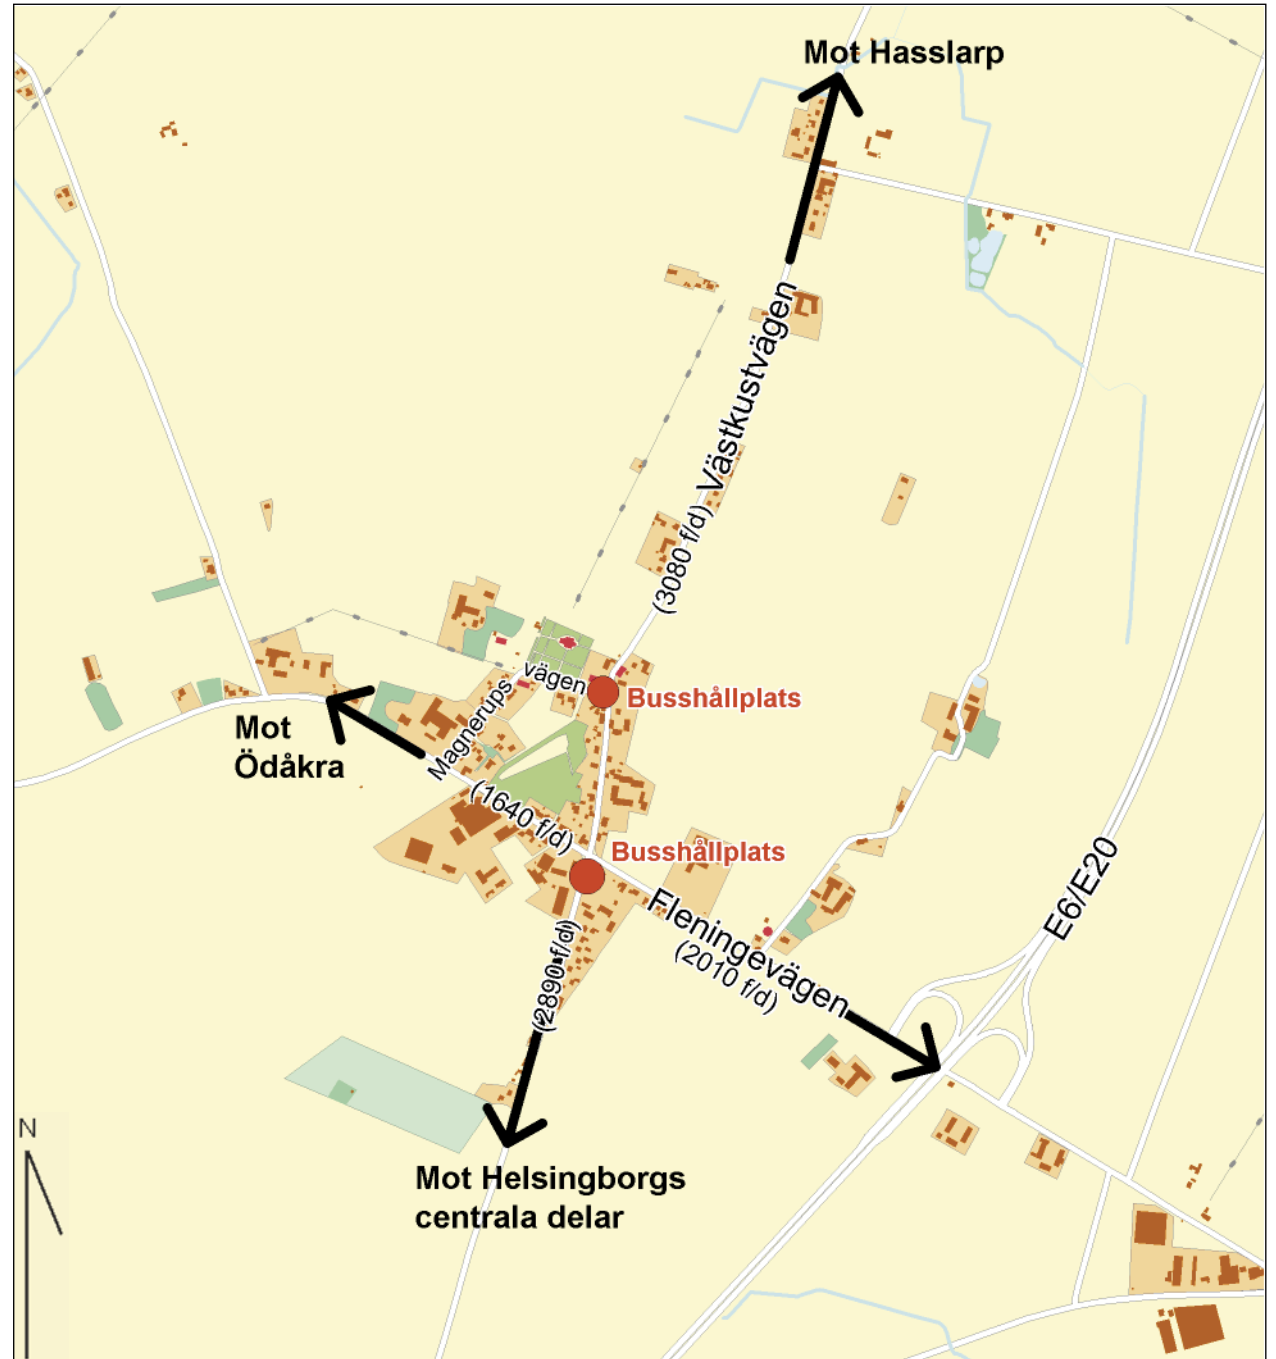 Mot Hasslarp
(3080 f/d) Västkustvägen
Magnerups
vägen
Busshållplats
Mot
Ödåkra
(1640 f/d)
Busshållplats
Fleningevägen
(2010 f/d)
E6/E20
(2890 f/d)
Mot Helsingborgs
centrala delar
N